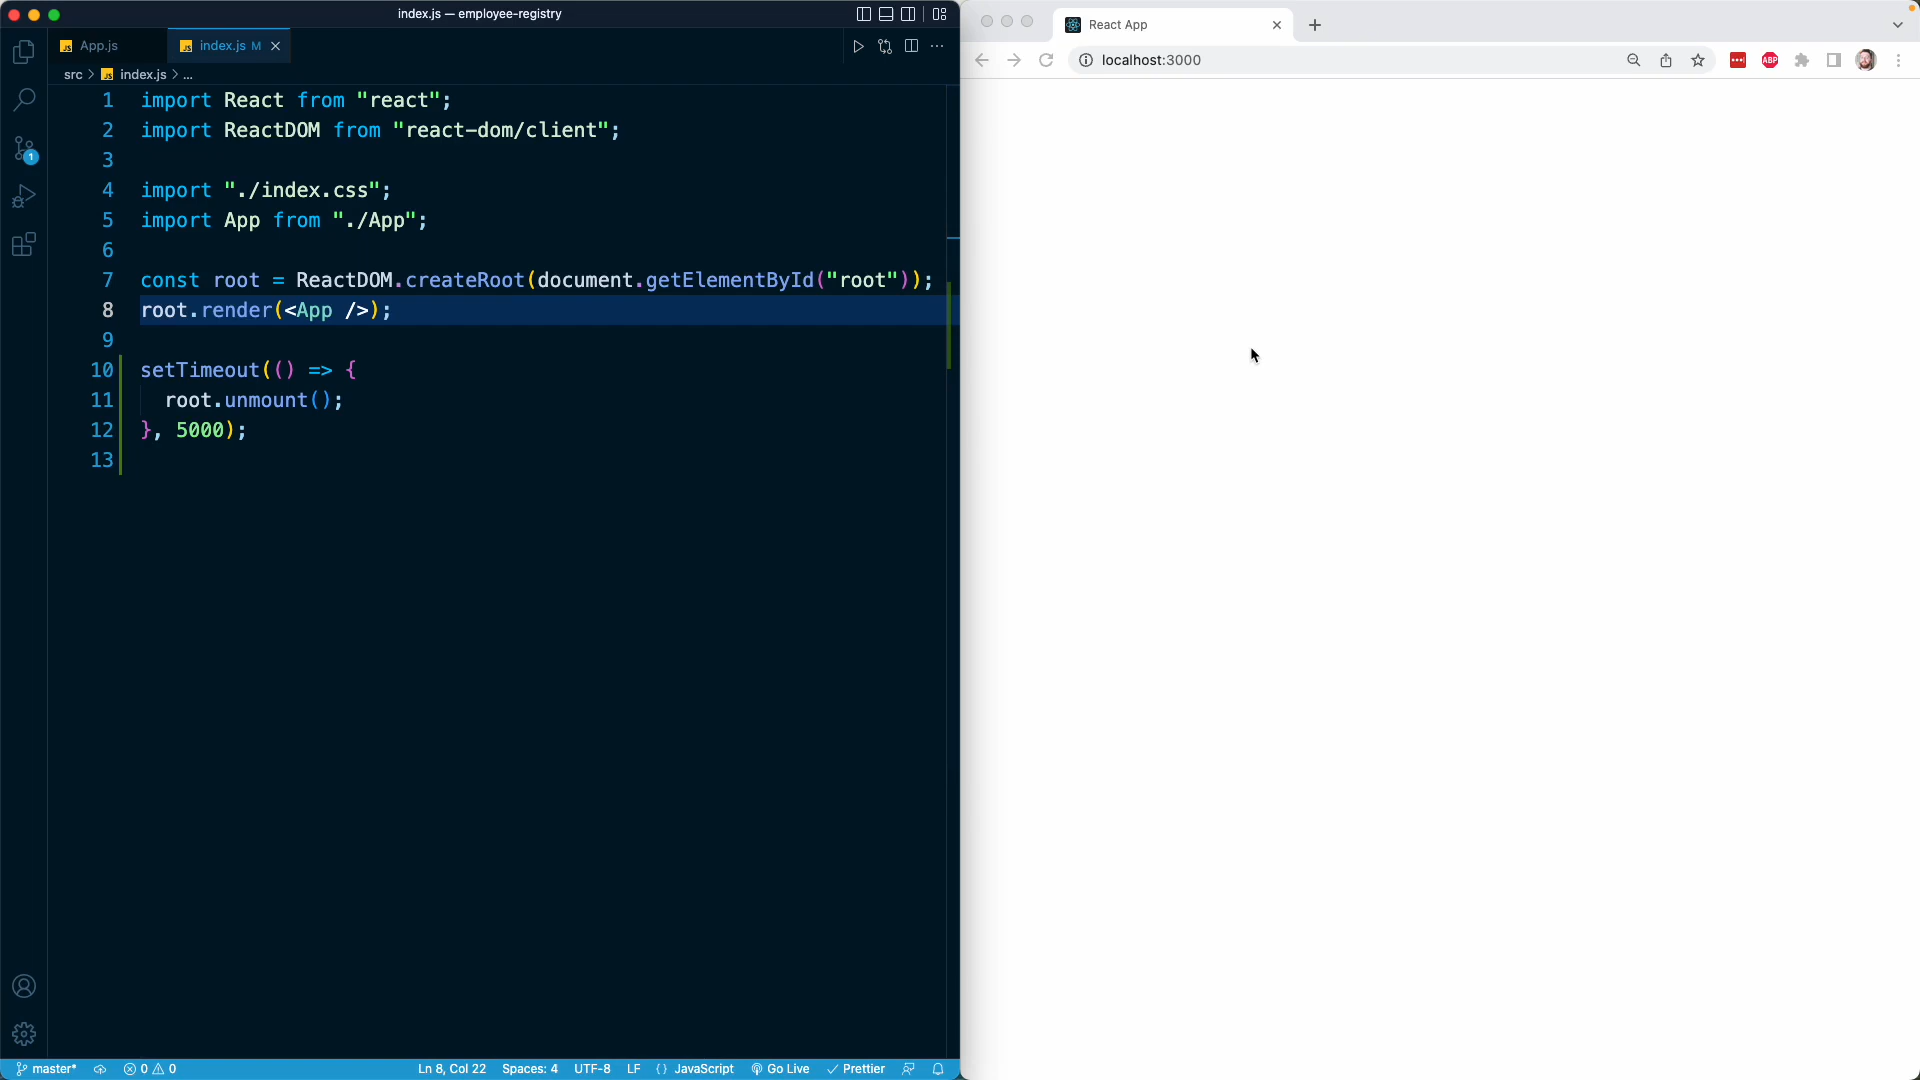 index.js — employee-registry
App.js
index.js M
src > index.js > ...
1 import React from "react";
2 import ReactDOM from "react-dom/client";
3
4 import "./index.css";
5 import App from "./App";
6
7 const root = ReactDOM.createRoot(document.getElementById("root"));
8 root.render(<App />);
9
10 setTimeout(() => {
11 root.unmount();
12 }, 5000);
13
1
master* 0 0 Ln 8, Col 22 Spaces: 4 UTF-8 LF {} JavaScript Go Live Prettier
React App
localhost:3000
ABP